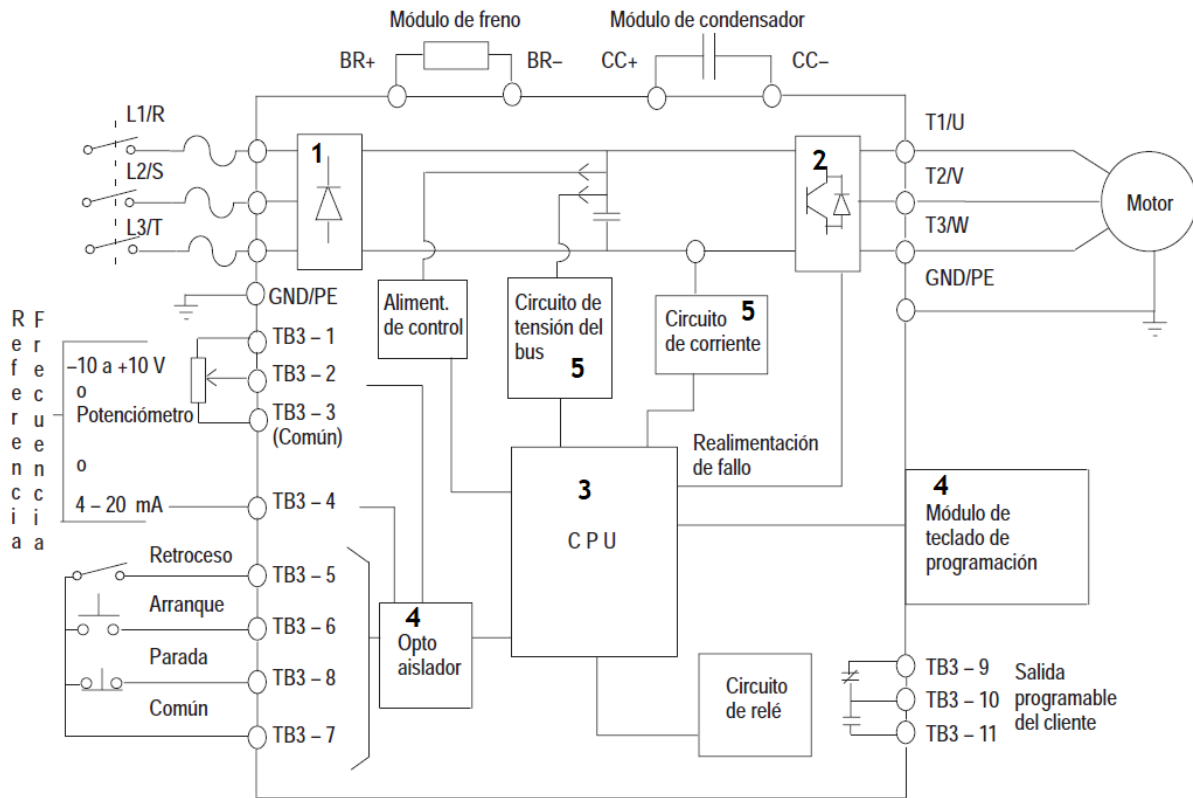 Módulo de freno
Módulo de condensador
BR+
BR–
CC+
CC–
L1/R
L2/S
L3/T
1
2
T1/U
T2/V
T3/W
Motor
GND/PE
GND/PE
Referencia
Frecuencia
–10 a +10 V
o
Potenciómetro
o
4 – 20 mA
TB3 – 1
TB3 – 2
TB3 – 3
(Común)
TB3 – 4
Aliment.
de control
Circuito de
tensión del
bus
5
Circuito
5
de corriente
Realimentación
de fallo
3
C P U
4
Módulo de
teclado de
programación
Retroceso
TB3 – 5
Arranque
TB3 – 6
Parada
TB3 – 8
Común
TB3 – 7
4
Opto
aislador
Circuito
de relé
TB3 – 9
TB3 – 10
TB3 – 11
Salida
programable
del cliente